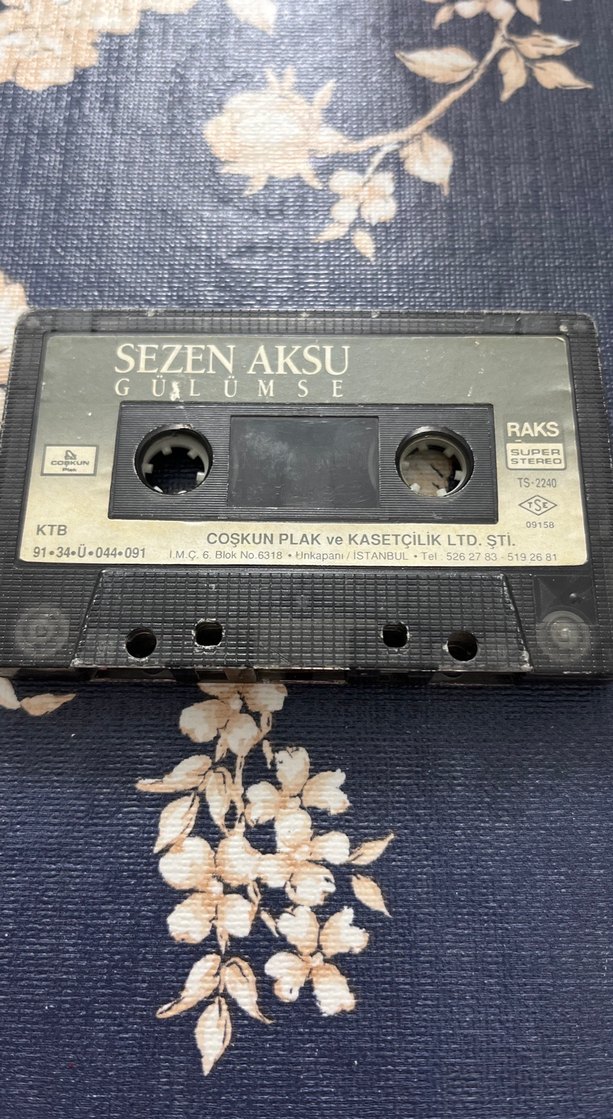 SEZEN AKSU
GÜLÜMSE
COŞKUN
Plak
RAKS
SUPER
STEREO
TS-2240
TSE
09158
KTB
91•34•Ü•044•091
COŞKUN PLAK ve KASETÇİLİK LTD. ŞTİ.
İ.M.Ç. 6. Blok No.6318 • Unkapanı / İSTANBUL • Tel : 526 27 83 - 519 26 81